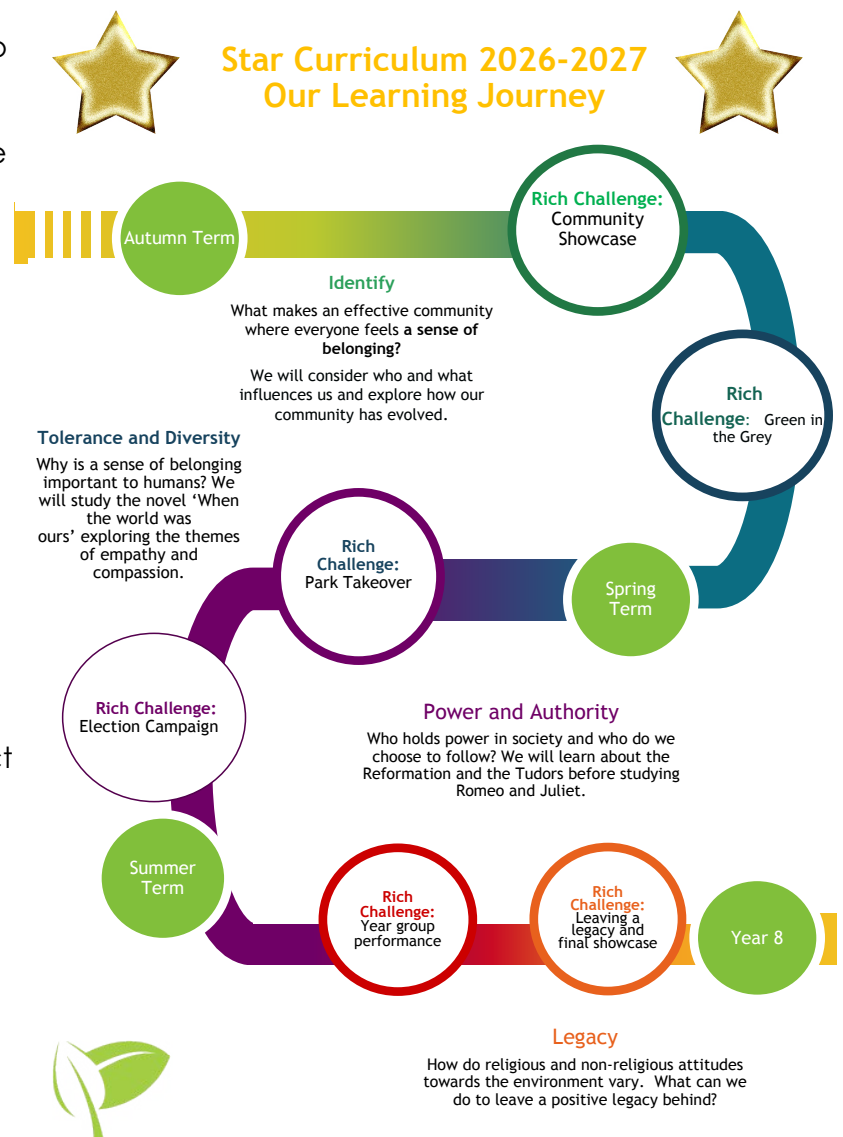 Star Curriculum 2026-2027
Our Learning Journey
Autumn Term
Rich Challenge:
Community
Showcase
Identify
What makes an effective community
where everyone feels a sense of
belonging?
We will consider who and what
influences us and explore how our
community has evolved.
Rich
Challenge: Green in
the Grey
Tolerance and Diversity
Why is a sense of belonging
important to humans? We
will study the novel ‘When
the world was
ours’ exploring the themes
of empathy and
compassion.
Rich
Challenge:
Park Takeover
Spring
Term
Rich Challenge:
Election Campaign
Power and Authority
Who holds power in society and who do we
choose to follow? We will learn about the
Reformation and the Tudors before studying
Romeo and Juliet.
Summer
Term
Rich
Challenge:
Year group
performance
Rich
Challenge:
Leaving a
legacy and
final showcase
Year 8
Legacy
How do religious and non-religious attitudes
towards the environment vary. What can we
do to leave a positive legacy behind?